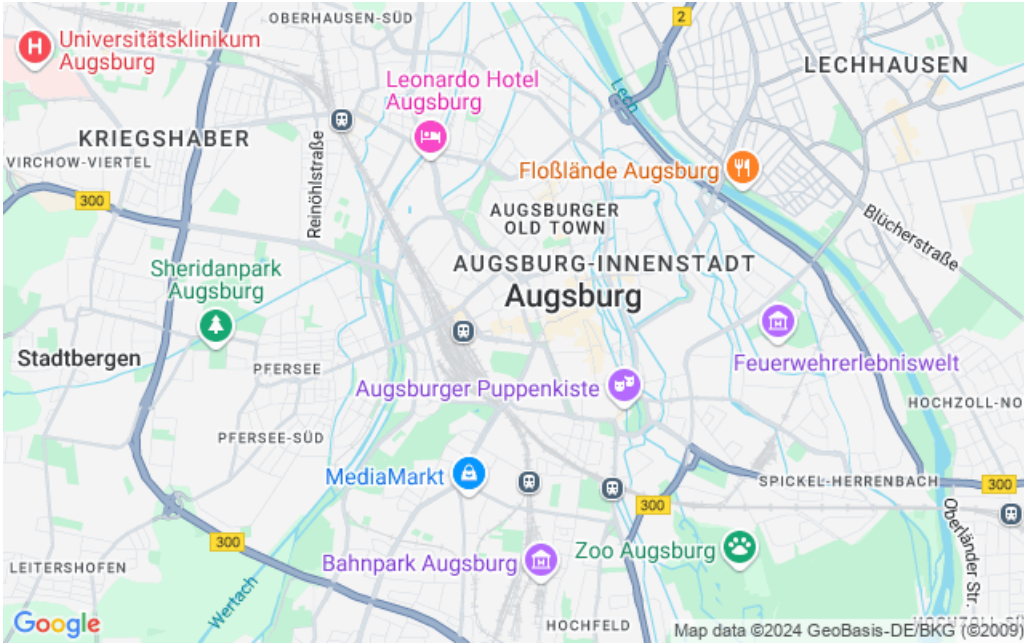 OBERHAUSEN-SÜD
2
Universitätsklinikum
Augsburg
H
LECHHAUSEN
Leonardo Hotel
Augsburg
Lech
KRIEGSHABER
VIRCHOW-VIERTEL
Reinöhlstraße
Floßlände Augsburg
300
AUGSBURGER
OLD TOWN
Blücherstraße
AUGSBURG-INNENSTADT
Sheridanpark
Augsburg
Augsburg
Stadtbergen
PFERSEE
Feuerwehrerlebniswelt
Augsburger Puppenkiste
HOCHZOLL-NO
PFERSEE-SÜD
MediaMarkt
SPICKEL-HERRENBACH
300
300
Oberländer Str.
300
Zoo Augsburg
Bahnpark Augsburg
LEITERSHOFEN
Wertach
HOCHFELD
Google
Map data ©2024 GeoBasis-DE/BKG (©2009)